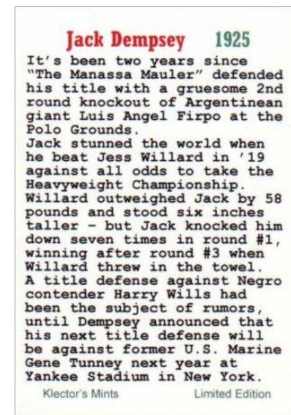 Jack Dempsey 1925
It's been two years since
"The Manassa Mauler" defended
his title with a gruesome 2nd
round knockout of Argentinean
giant Luis Angel Firpo at the
Polo Grounds.
Jack stunned the world when
he beat Jess Willard in '19
against all odds to take the
Heavyweight Championship.
Willard outweighed Jack by 58
pounds and stood six inches
taller - but Jack knocked him
down seven times in round #1,
winning after round #3 when
Willard threw in the towel.
A title defense against Negro
contender Harry Wills had
been the subject of rumors,
until Dempsey announced that
his next title defense will
be against former U.S. Marine
Gene Tunney next year at
Yankee Stadium in New York.
Klector's Mints Limited Edition